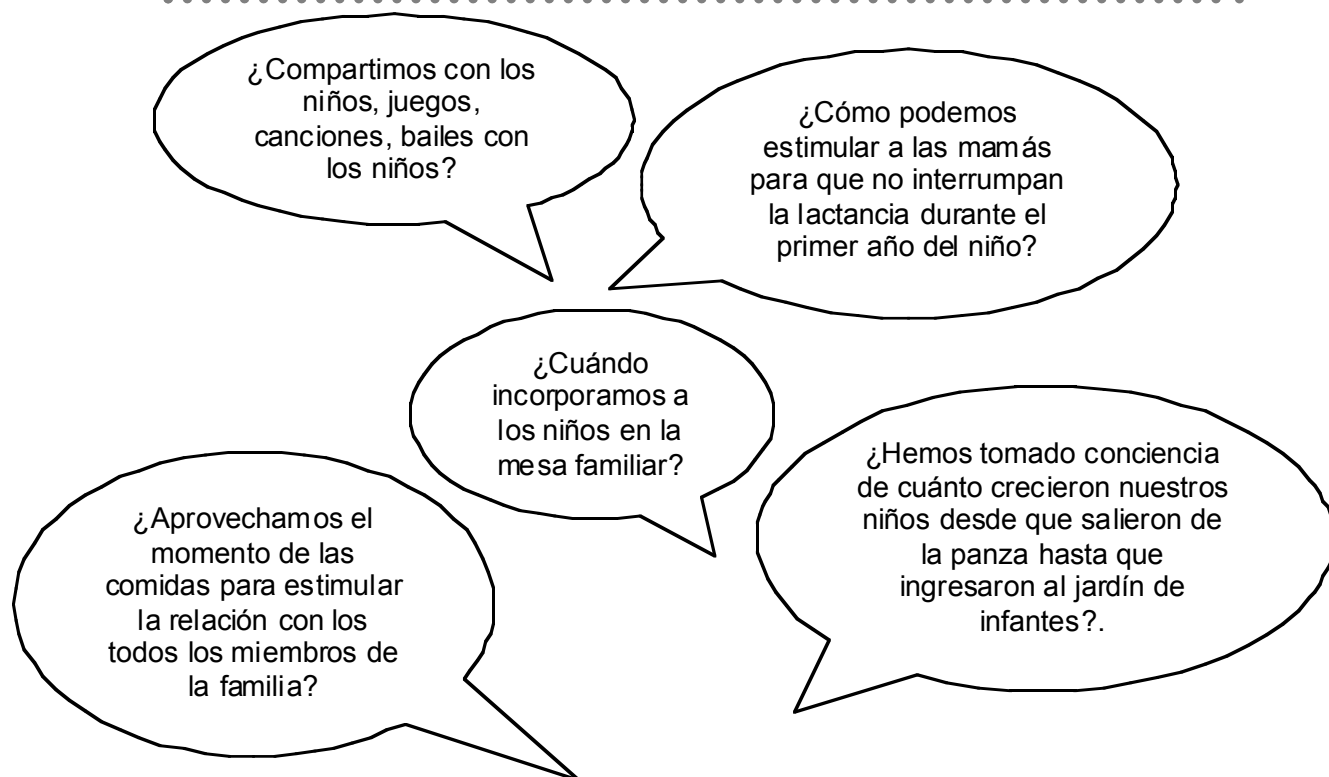 ¿Compartimos con los
niños, juegos,
canciones, bailes con
los niños?
¿Cómo podemos
estimular a las mamás
para que no interrumpan
la lactancia durante el
primer año del niño?
¿Cuándo
incorporamos a
los niños en la
mesa familiar?
¿Hemos tomado conciencia
de cuánto crecieron nuestros
niños desde que salieron de
la panza hasta que
ingresaron al jardín de
infantes?.
¿Aprovechamos el
momento de las
comidas para estimular
la relación con los
todos los miembros de
la familia?